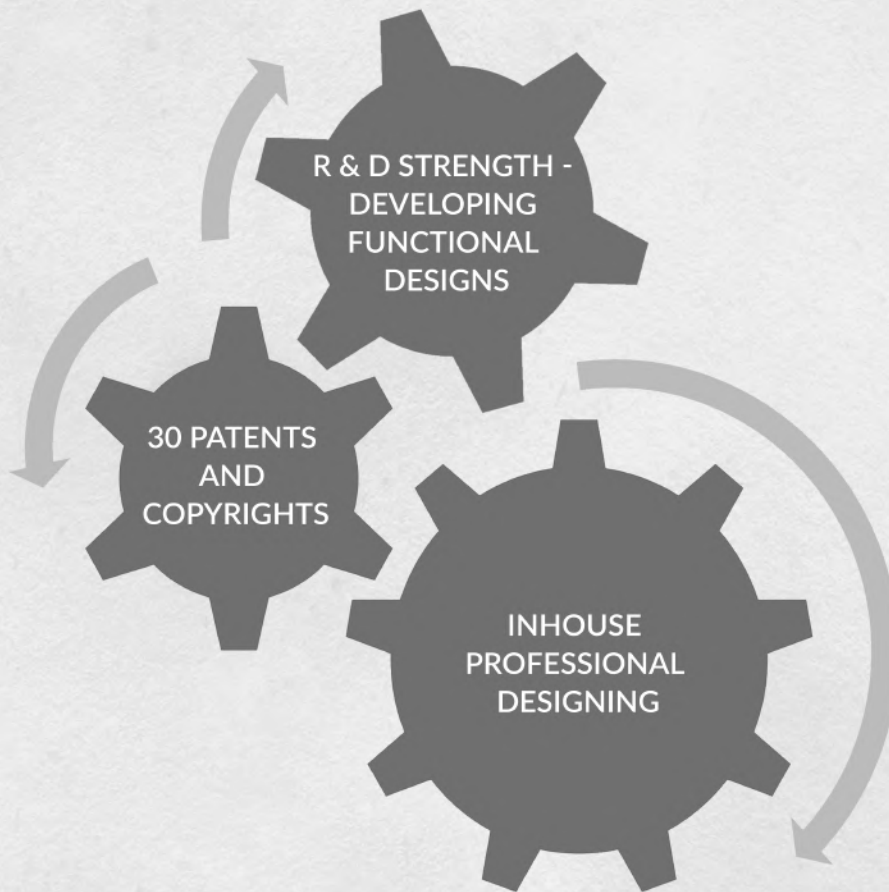 R & D STRENGTH -
DEVELOPING
FUNCTIONAL
DESIGNS
30 PATENTS
AND
COPYRIGHTS
INHOUSE
PROFESSIONAL
DESIGNING